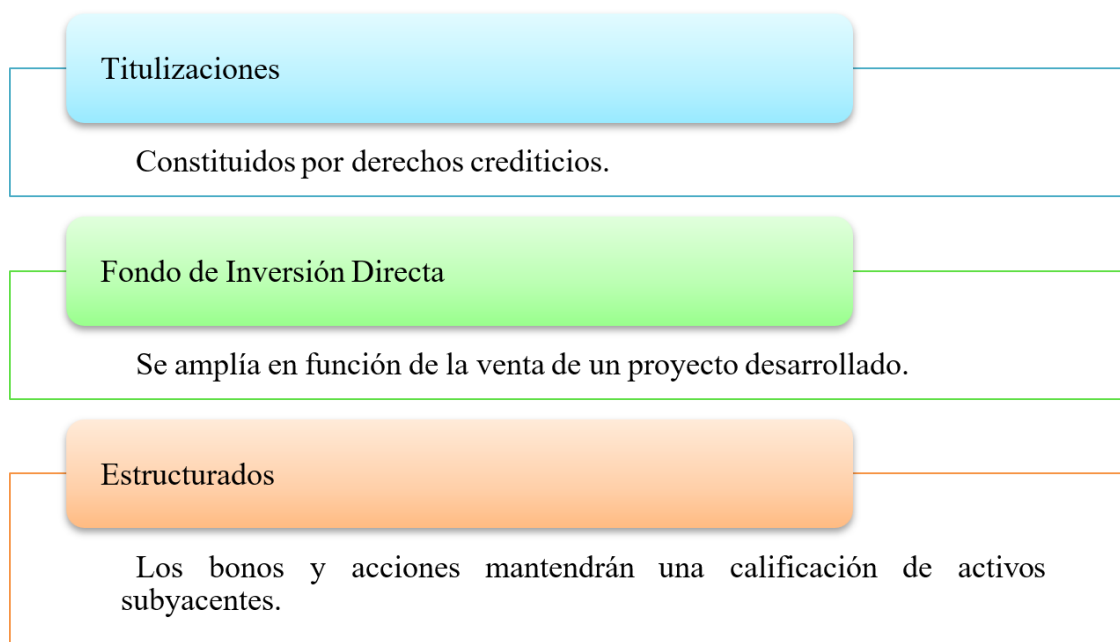 Titulizaciones
Constituidos por derechos crediticios.
Fondo de Inversión Directa
Se amplía en función de la venta de un proyecto desarrollado.
Estructurados
Los bonos y acciones mantendrán una calificación de activos
subyacentes.